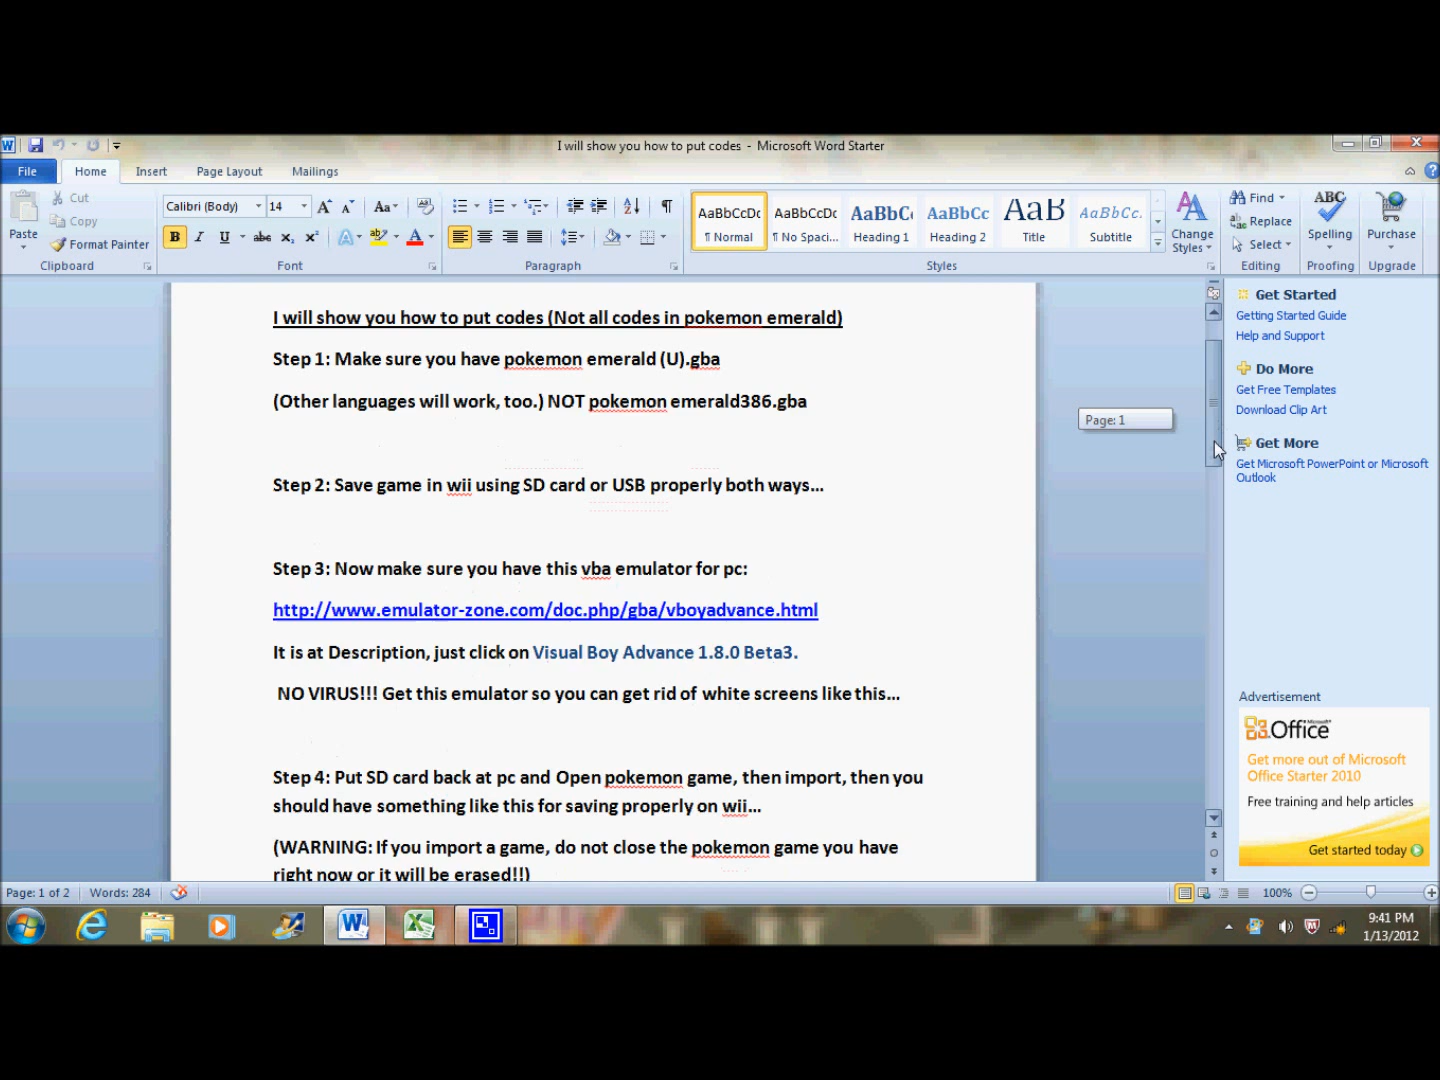 I will show you how to put codes - Microsoft Word Starter
File Home Insert Page Layout Mailings
Paste
Cut
Copy
Format Painter
Clipboard
Calibri (Body) 14
Font
Paragraph
AaBbCcDc AaBbCcDc AaBbC AaBbCc AaB AaBbCc.
¶ Normal ¶ No Spaci... Heading 1 Heading 2 Title Subtitle
Styles
Change
Styles
Find
Replace
Select
Editing
ABC
Spelling
Proofing
Purchase
Upgrade
I will show you how to put codes (Not all codes in pokemon emerald)
Step 1: Make sure you have pokemon emerald (U).gba
(Other languages will work, too.) NOT pokemon emerald386.gba
Step 2: Save game in wii using SD card or USB properly both ways...
Step 3: Now make sure you have this vba emulator for pc:
http://www.emulator-zone.com/doc.php/gba/vboyadvance.html
It is at Description, just click on Visual Boy Advance 1.8.0 Beta3.
NO VIRUS!!! Get this emulator so you can get rid of white screens like this...
Step 4: Put SD card back at pc and Open pokemon game, then import, then you
should have something like this for saving properly on wii...
(WARNING: If you import a game, do not close the pokemon game you have
right now or it will be erased!!)
Page: 1
Get Started
Getting Started Guide
Help and Support
Do More
Get Free Templates
Download Clip Art
Get More
Get Microsoft PowerPoint or Microsoft
Outlook
Advertisement
Microsoft
Office
Get more out of Microsoft
Office Starter 2010
Free training and help articles
Get started today
Page: 1 of 2 Words: 284
100%
9:41 PM
1/13/2012